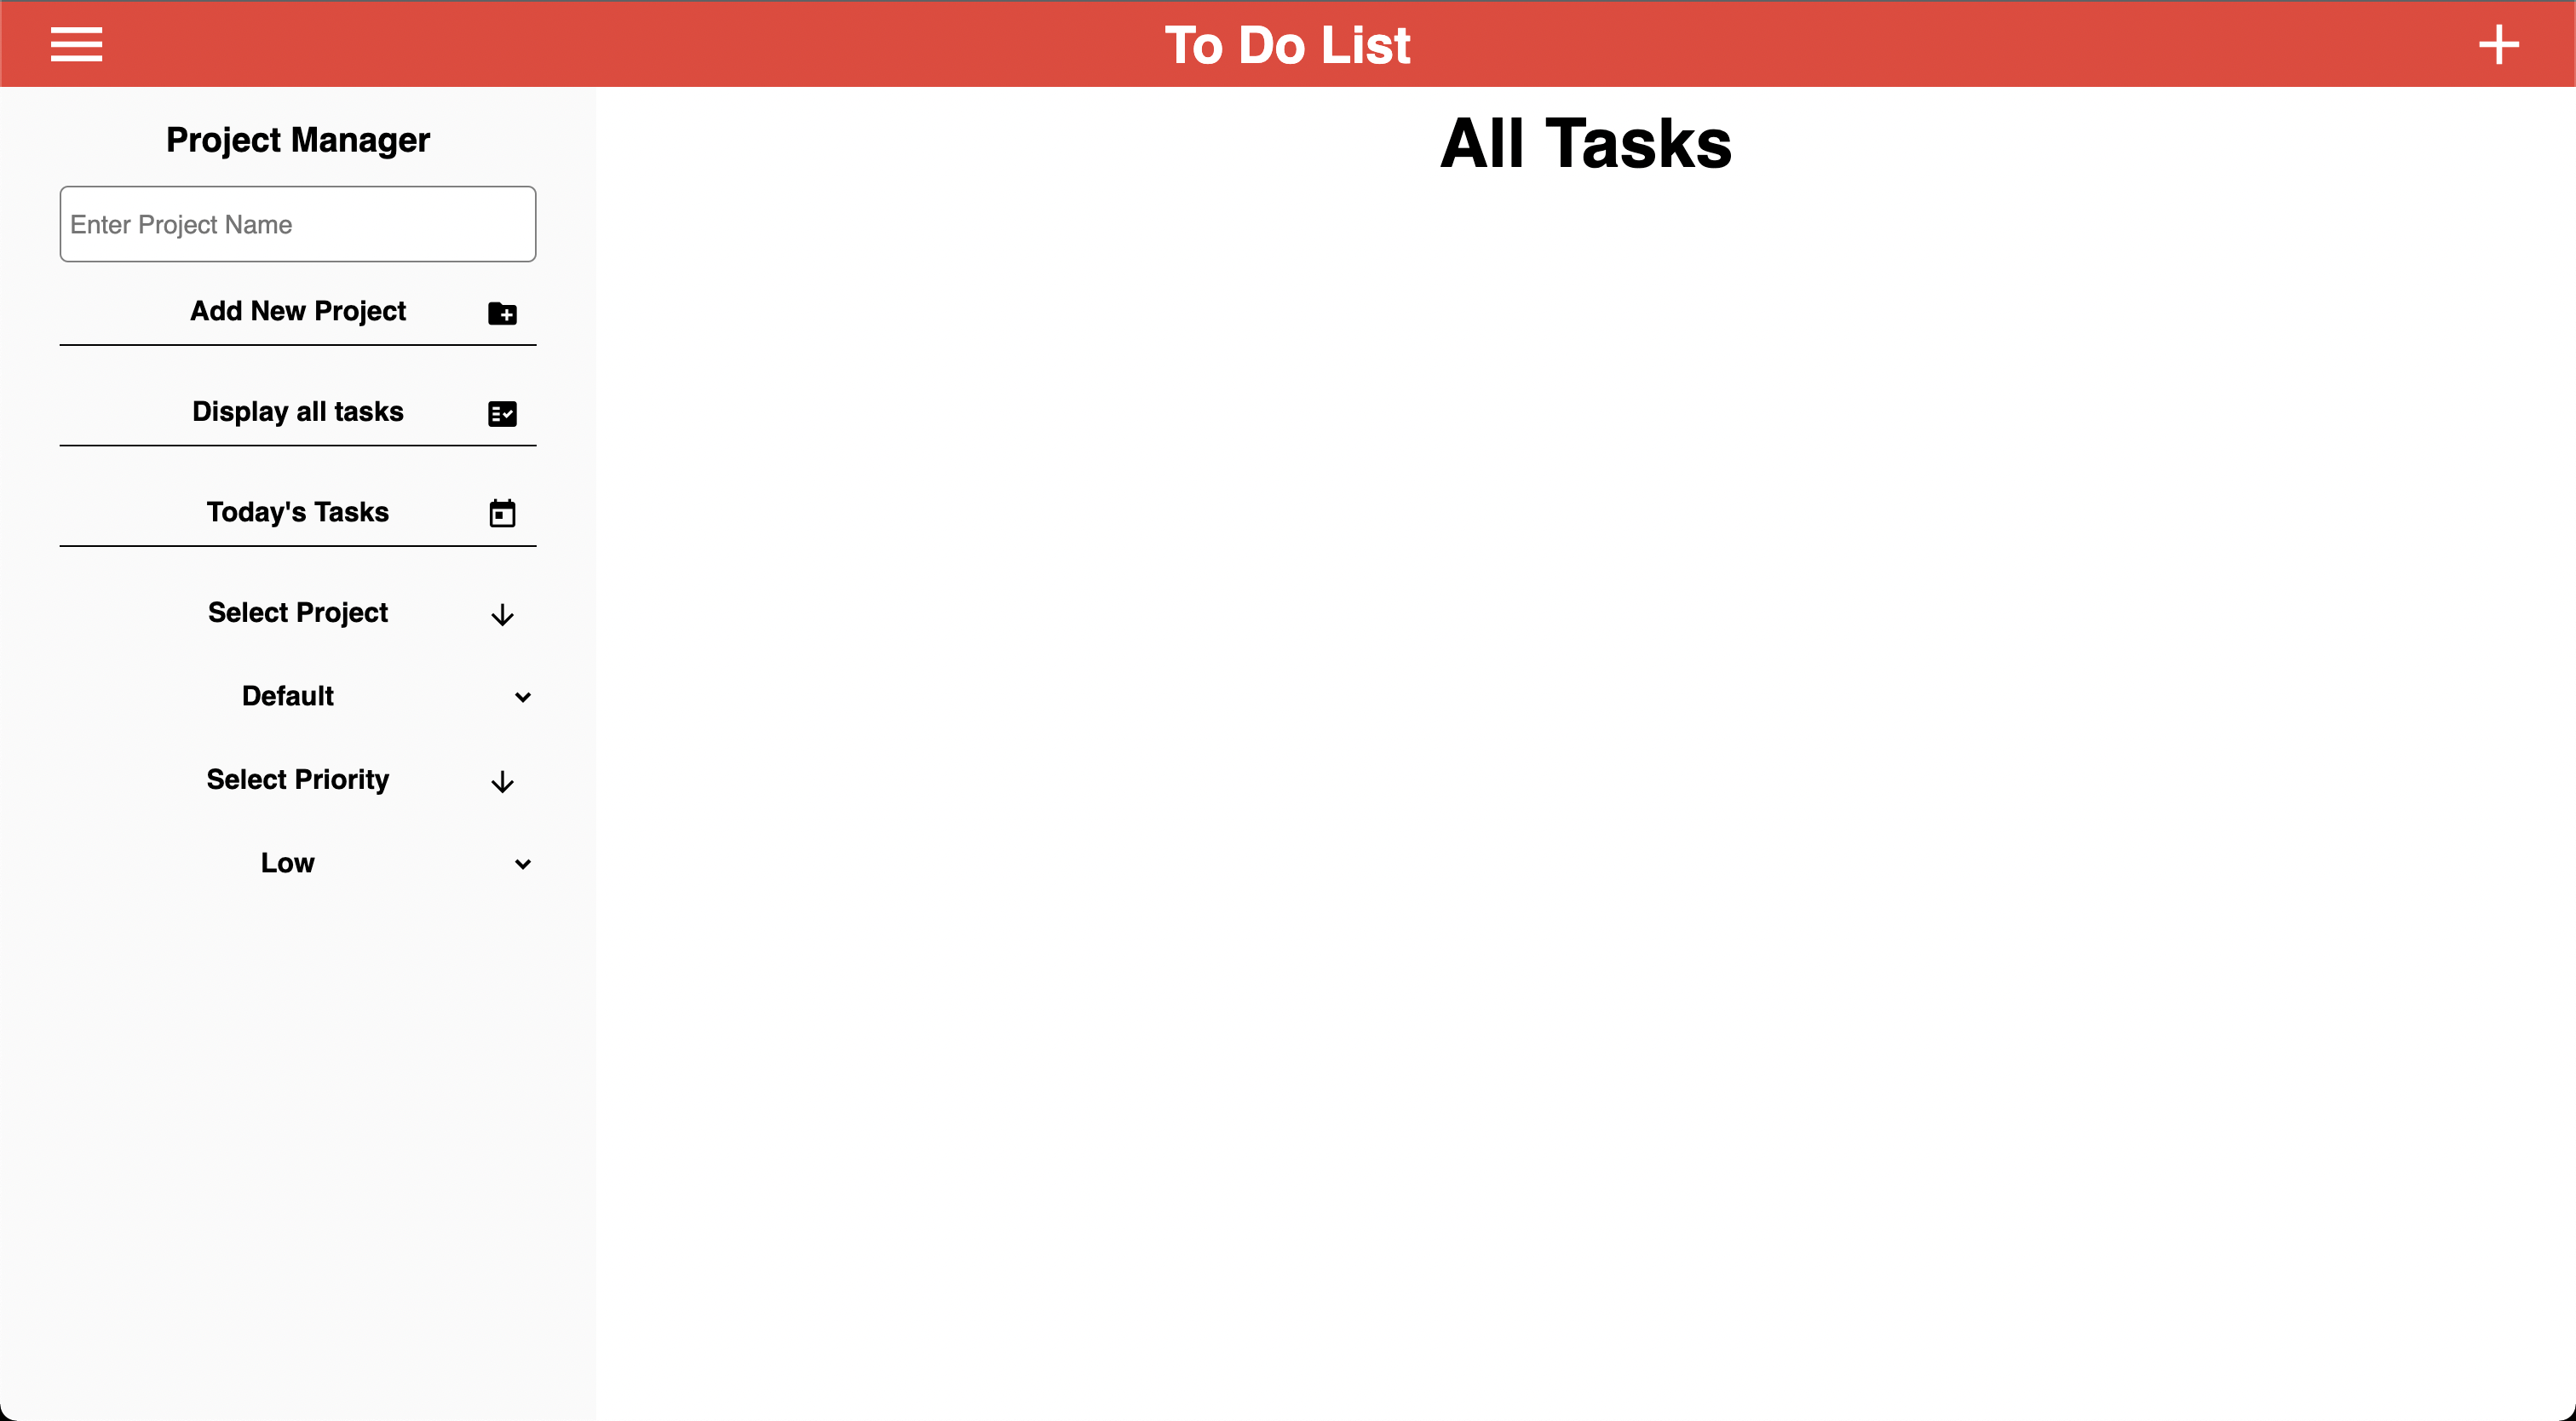 To Do List
Project Manager
Enter Project Name
Add New Project
Display all tasks
Today's Tasks
Select Project
Default
Select Priority
Low
All Tasks